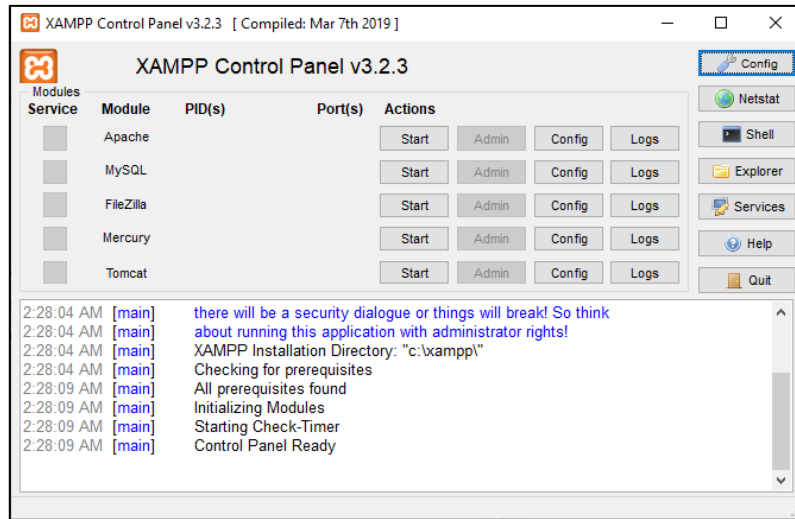 XAMPP Control Panel v3.2.3 [ Compiled: Mar 7th 2019 ]
XAMPP Control Panel v3.2.3
Config
Modules
Service Module PID(s) Port(s) Actions
Netstat
Apache Start Admin Config Logs
Shell
MySQL Start Admin Config Logs
Explorer
FileZilla Start Admin Config Logs
Services
Mercury Start Admin Config Logs
Help
Tomcat Start Admin Config Logs
Quit
2:28:04 AM [main] there will be a security dialogue or things will break! So think
2:28:04 AM [main] about running this application with administrator rights!
2:28:04 AM [main] XAMPP Installation Directory: "c:\xampp\"
2:28:04 AM [main] Checking for prerequisites
2:28:09 AM [main] All prerequisites found
2:28:09 AM [main] Initializing Modules
2:28:09 AM [main] Starting Check-Timer
2:28:09 AM [main] Control Panel Ready